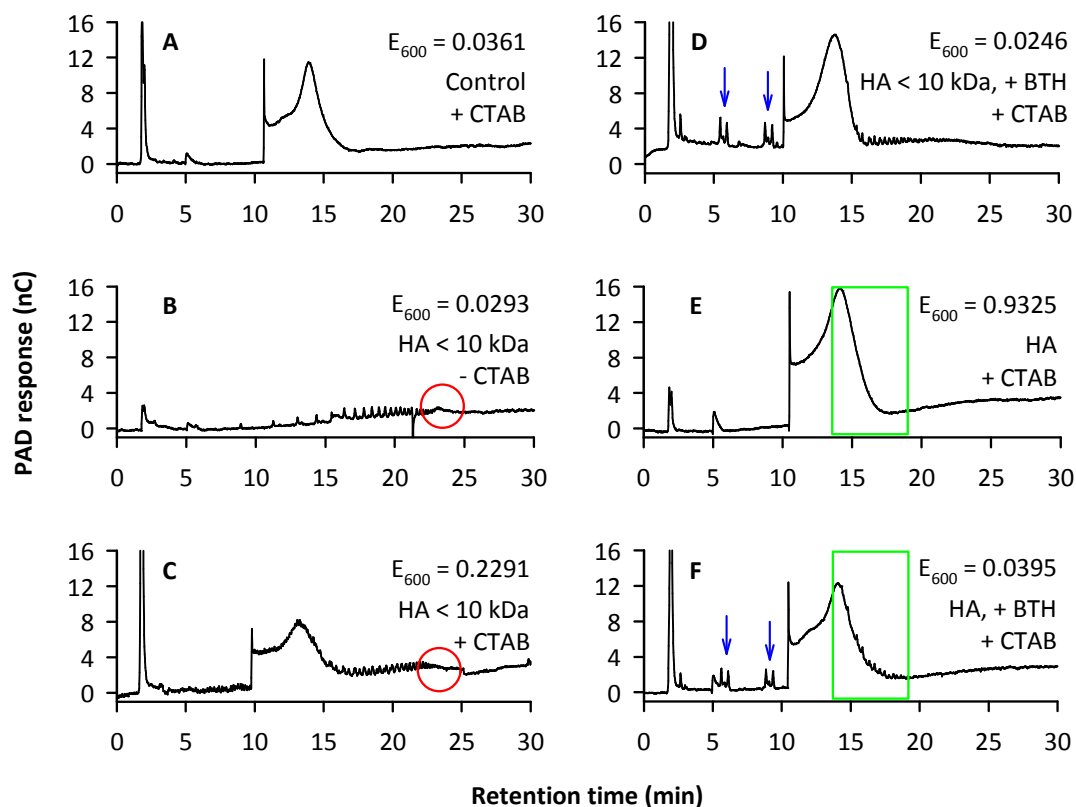 A
E600 = 0.0361
Control
+ CTAB
16
12
8
4
0
0 5 10 15 20 25 30
D
E600 = 0.0246
HA < 10 kDa, + BTH
+ CTAB
16
12
8
4
0
0 5 10 15 20 25 30
PAD response (nC)
B
E600 = 0.0293
HA < 10 kDa
- CTAB
16
12
8
4
0
0 5 10 15 20 25 30
E
E600 = 0.9325
HA
+ CTAB
16
12
8
4
0
0 5 10 15 20 25 30
C
E600 = 0.2291
HA < 10 kDa
+ CTAB
16
12
8
4
0
0 5 10 15 20 25 30
F
E600 = 0.0395
HA, + BTH
+ CTAB
16
12
8
4
0
0 5 10 15 20 25 30
Retention time (min)